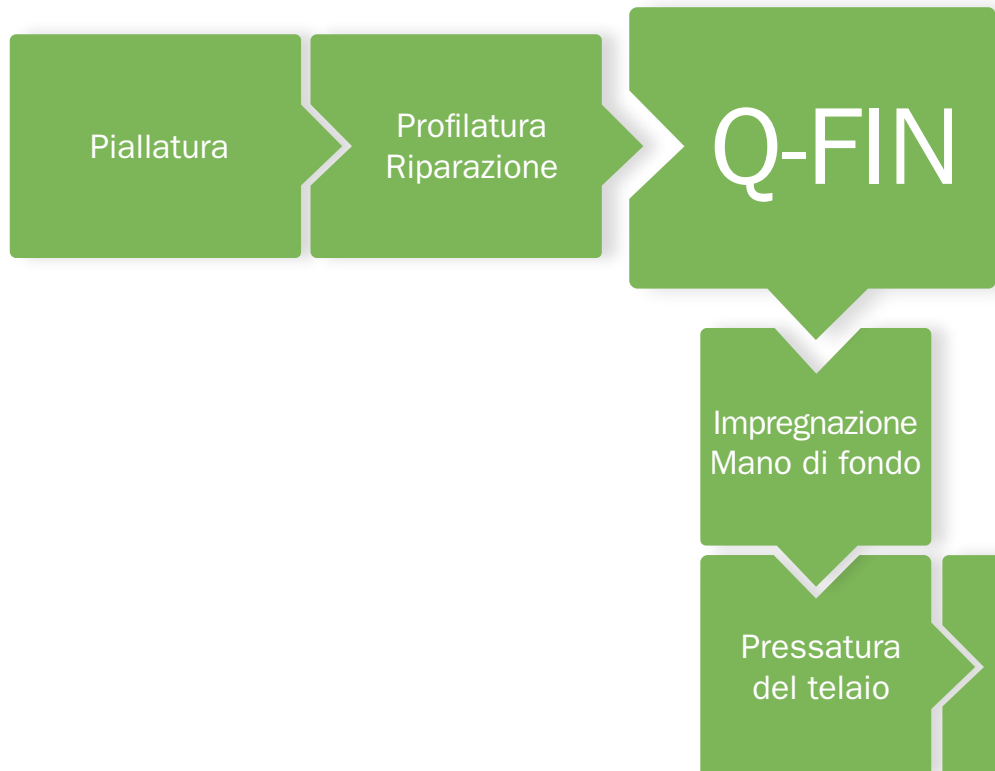 Piallatura
Profilatura
Riparazione
Q-FIN
Impregnazione
Mano di fondo
Pressatura
del telaio